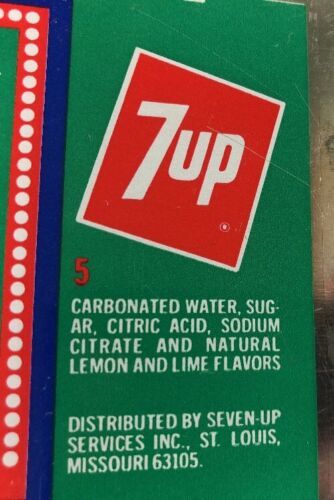 7up
®
5
CARBONATED WATER, SUG-
AR, CITRIC ACID, SODIUM
CITRATE AND NATURAL
LEMON AND LIME FLAVORS
DISTRIBUTED BY SEVEN-UP
SERVICES INC., ST. LOUIS,
MISSOURI 63105.